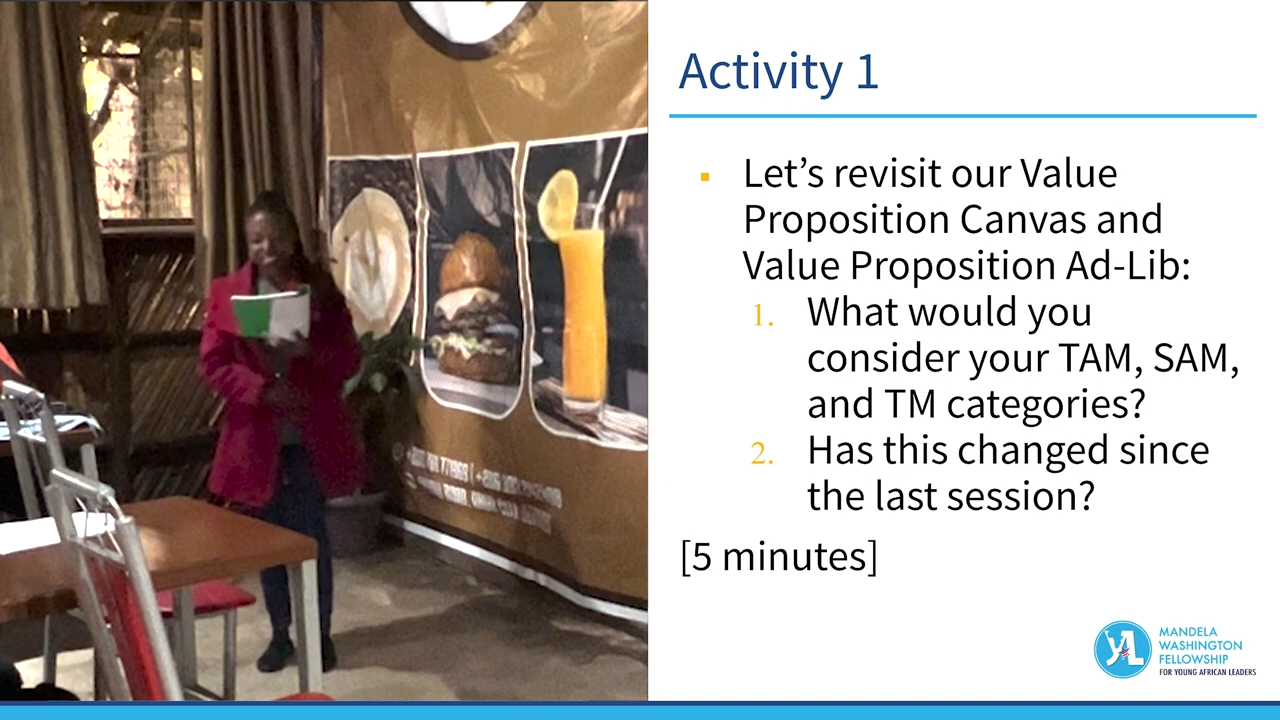 Activity 1
▪ Let’s revisit our Value
Proposition Canvas and
Value Proposition Ad-Lib:
1. What would you
consider your TAM, SAM,
and TM categories?
2. Has this changed since
the last session?
[5 minutes]
YAL
MANDELA
WASHINGTON
FELLOWSHIP
FOR YOUNG AFRICAN LEADERS